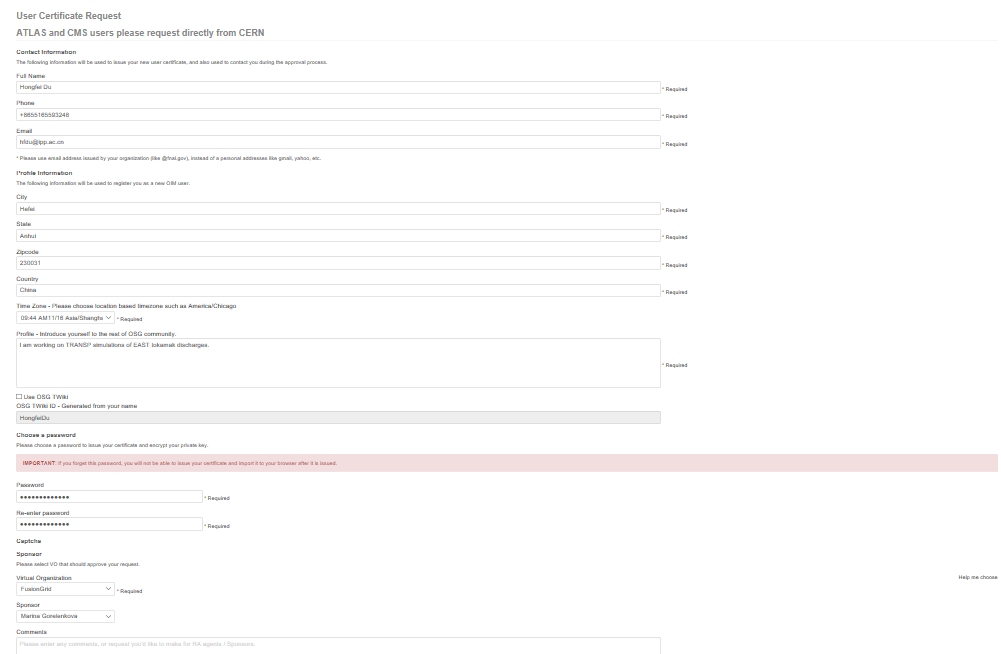 User Certificate Request
ATLAS and CMS users please request directly from CERN
Contact Information
The following information will be used to issue your new user certificate, and also used to contact you during the approval process.
Full Name
Hongfei Du
* Required
Phone
+8655165593248
* Required
Email
hfdu@ipp.ac.cn
* Required
* Please use email address issued by your organization (like @fnal.gov), instead of a personal addresses like gmail, yahoo, etc.
Profile Information
The following information will be used to register you as a new OIM user.
City
Hefei
* Required
State
Anhui
* Required
Zipcode
230031
* Required
Country
China
* Required
Time Zone - Please choose location based timezone such as America/Chicago
09:44 AM11/16 Asia/Shangha
* Required
Profile - Introduce yourself to the rest of OSG community.
I am working on TRANSP simulations of EAST tokamak discharges.
* Required
Use OSG TWiki
OSG TWiki ID - Generated from your name
HongfeiDu
Choose a password
Please choose a password to issue your certificate and encrypt your private key.
IMPORTANT: If you forget this password, you will not be able to issue your certificate and import it to your browser after it is issued.
Password
•••••••••••••
* Required
Re-enter password
•••••••••••••
* Required
Captcha
Sponsor
Please select VO that should approve your request.
Virtual Organization
Help me choose
FusionGrid
* Required
Sponsor
Marina Gorelenkova
Comments
Please enter any comments, or request you'd like to make for RA agents / Sponsors.